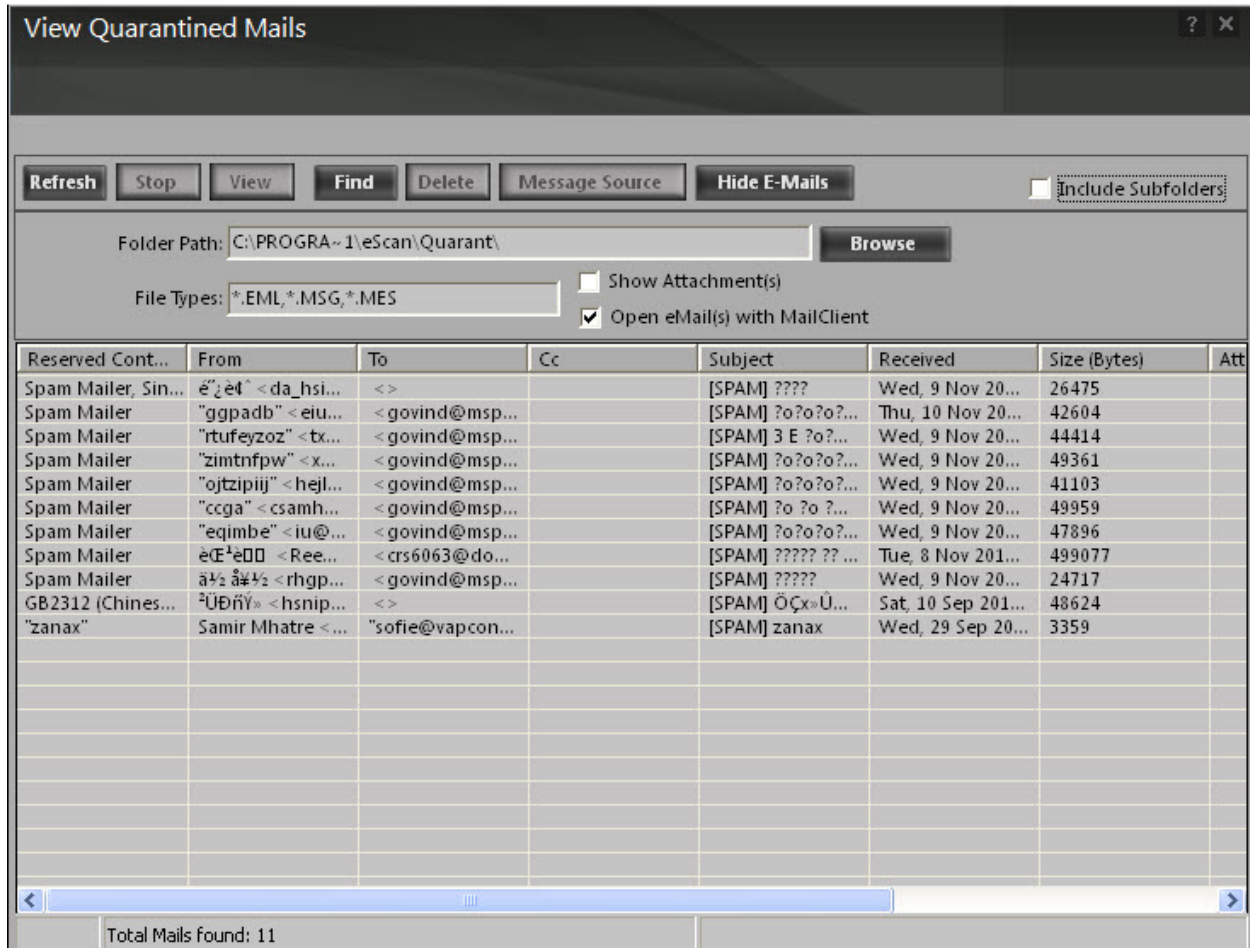 View Quarantined Mails ? X
Refresh Stop View Find Delete Message Source Hide E-Mails Include Subfolders
Folder Path: C:\PROGRA~1\eScan\Quarant\ Browse
Show Attachment(s)
File Types: *.EML,*.MSG,*.MES
Open eMail(s) with MailClient
Reserved Cont... From To Cc Subject Received Size (Bytes) Att
Spam Mailer, Sin... <da_hsi... <> [SPAM] ???? Wed, 9 Nov 20... 26475
Spam Mailer "ggpadb" <eiu... <govind@msp... [SPAM] ?o?o?o?... Thu, 10 Nov 20... 42604
Spam Mailer "rtufeyzoz" <tx... <govind@msp... [SPAM] 3 E ?o?... Wed, 9 Nov 20... 44414
Spam Mailer "zimtnfpw" <x... <govind@msp... [SPAM] ?o?o?o?... Wed, 9 Nov 20... 49361
Spam Mailer "ojtzipiij" <hejl... <govind@msp... [SPAM] ?o?o?o?... Wed, 9 Nov 20... 41103
Spam Mailer "ccga" <csamh... <govind@msp... [SPAM] ?o ?o ?... Wed, 9 Nov 20... 49959
Spam Mailer "eqimbe" <iu@... <govind@msp... [SPAM] ?o?o?o?... Wed, 9 Nov 20... 47896
Spam Mailer <Ree... <crs6063@do... [SPAM] ????? ?? ... Tue, 8 Nov 201... 499077
Spam Mailer ä½ å¥½ <rhgp... <govind@msp... [SPAM] ????? Wed, 9 Nov 20... 24717
GB2312 (Chines... ²ÜÐñÝ» <hsnip... <> [SPAM] ÖÇx»Û... Sat, 10 Sep 201... 48624
"zanax" Samir Mhatre <... "sofie@vapcon... [SPAM] zanax Wed, 29 Sep 20... 3359
Total Mails found: 11